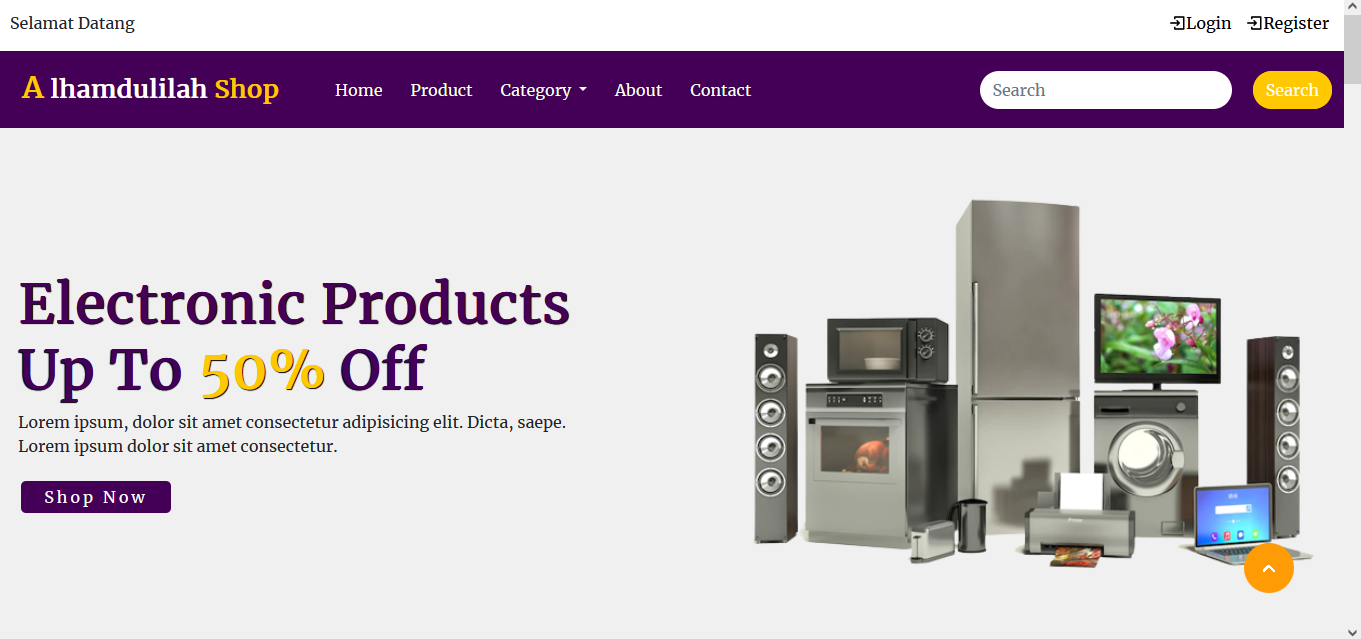 Selamat Datang
Login Register
A lhamdulilah Shop
Home Product Category About Contact
Search Search
Electronic Products
Up To 50% Off
Lorem ipsum, dolor sit amet consectetur adipisicing elit. Dicta, saepe.
Lorem ipsum dolor sit amet consectetur.
Shop Now